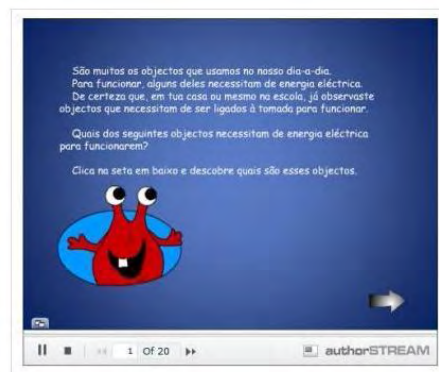 São muitos os objectos que usamos no nosso dia-a-dia.
Para funcionar, alguns deles necessitam de energia eléctrica.
De certeza que, em tua casa ou mesmo na escola, já observaste
objectos que necessitam de ser ligados à tomada para funcionar.
Quais dos seguintes objectos necessitam de energia eléctrica
para funcionarem?
Clica na seta em baixo e descobre quais são esses objectos.
1 Of 20
authorSTREAM